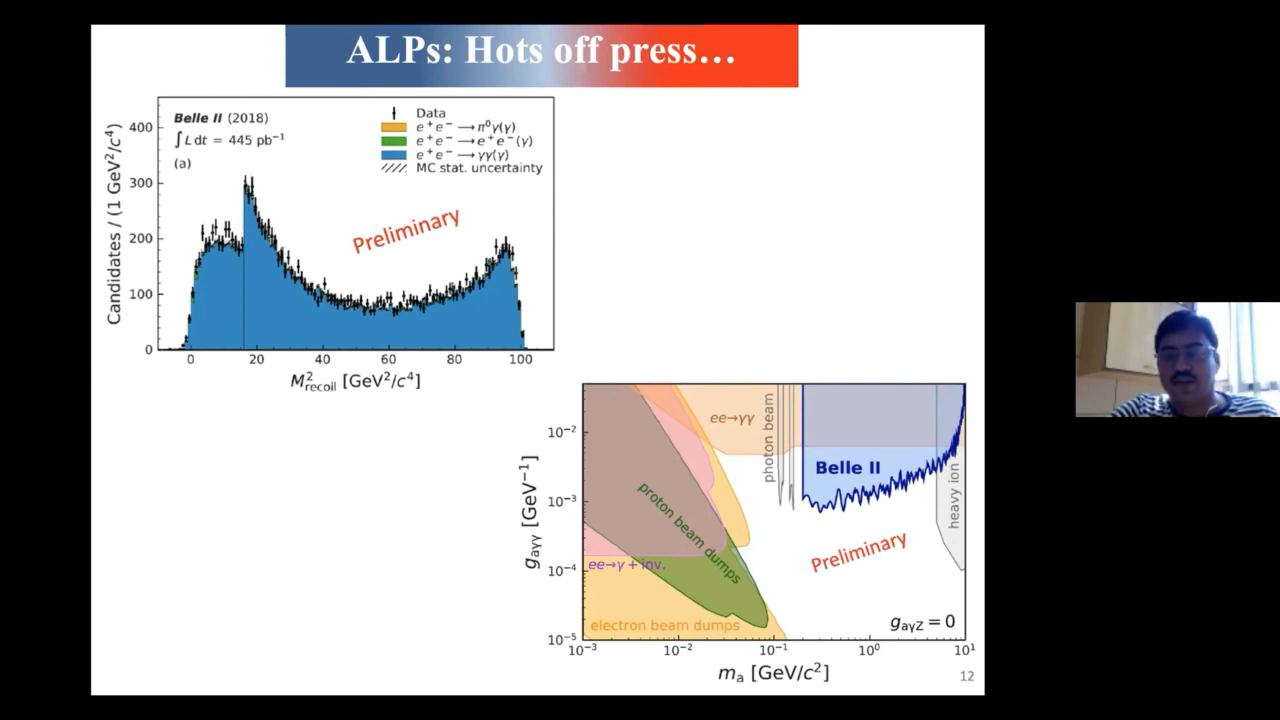 ALPs: Hots off press…
Belle II (2018)
∫L dt = 445 pb⁻¹
(a)
Data
e⁺e⁻ → π⁰γ(γ)
e⁺e⁻ → e⁺e⁻(γ)
e⁺e⁻ → γγ(γ)
MC stat. uncertainty
Preliminary
Candidates / (1 GeV²/c⁴)
400
300
200
100
0
0 20 40 60 80 100
M²recoil [GeV²/c⁴]
gaγγ [GeV⁻¹]
10⁻²
10⁻³
10⁻⁴
10⁻⁵
ee→γγ
photon beam
Belle II
heavy ion
proton beam dumps
Preliminary
ee→γ + inv.
electron beam dumps
gaγZ = 0
10⁻³ 10⁻² 10⁻¹ 10⁰ 10¹
ma [GeV/c²]
12